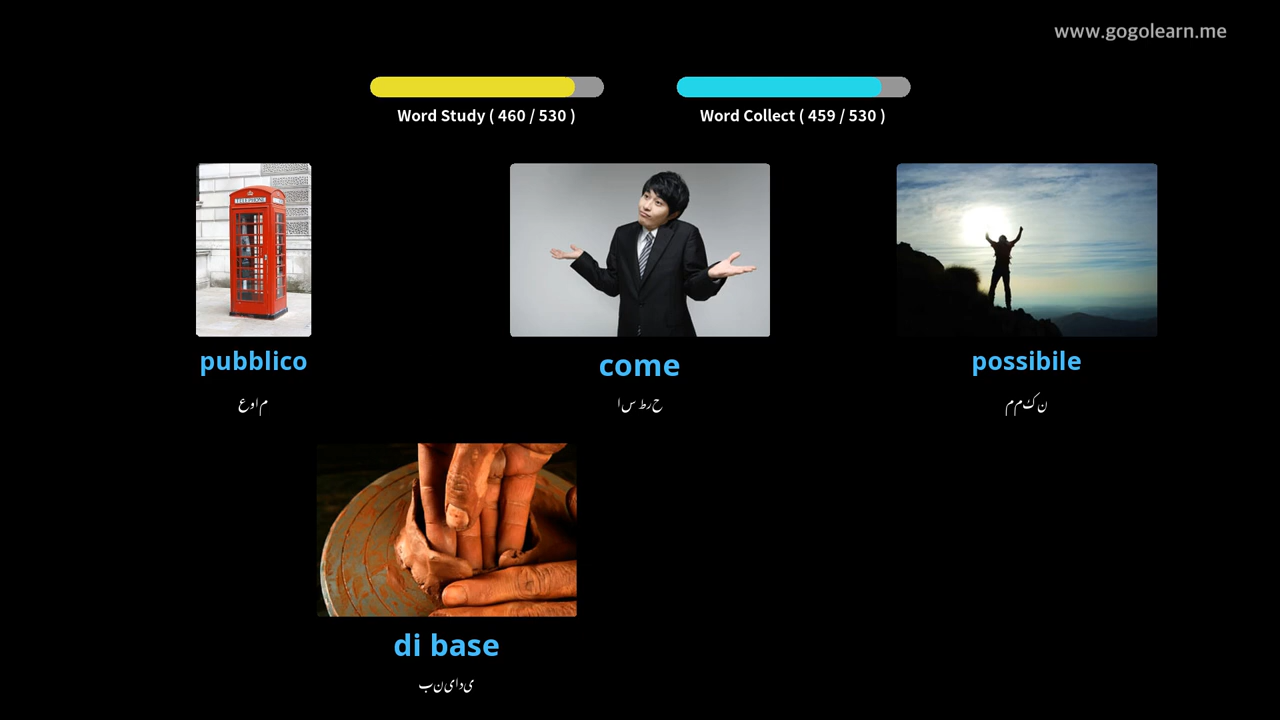 www.gogolearn.me
Word Study ( 460 / 530 )
Word Collect ( 459 / 530 )
pubblico
come
possibile
عوام
اس طرح
ممکن
di base
بنیادی